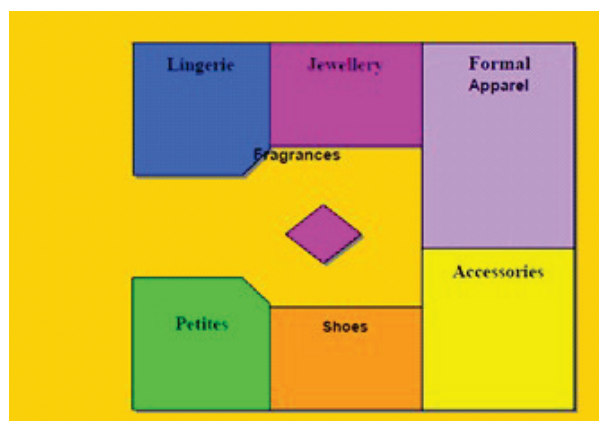 Lingerie
Jewellery
Formal
Apparel
Fragrances
Accessories
Petites
Shoes